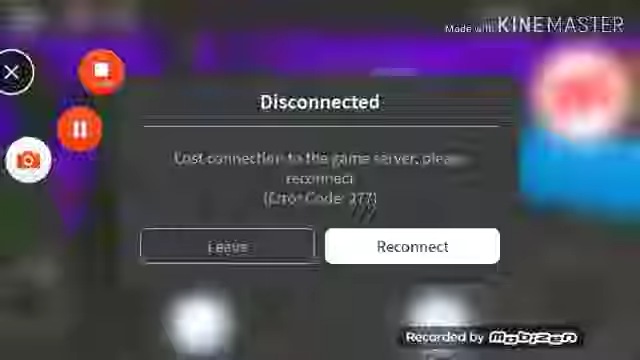 Made with KINEMASTER
Disconnected
Lost connection to the game server, please
reconnect
(Error Code: 277)
Leave
Reconnect
Recorded by Mobizen